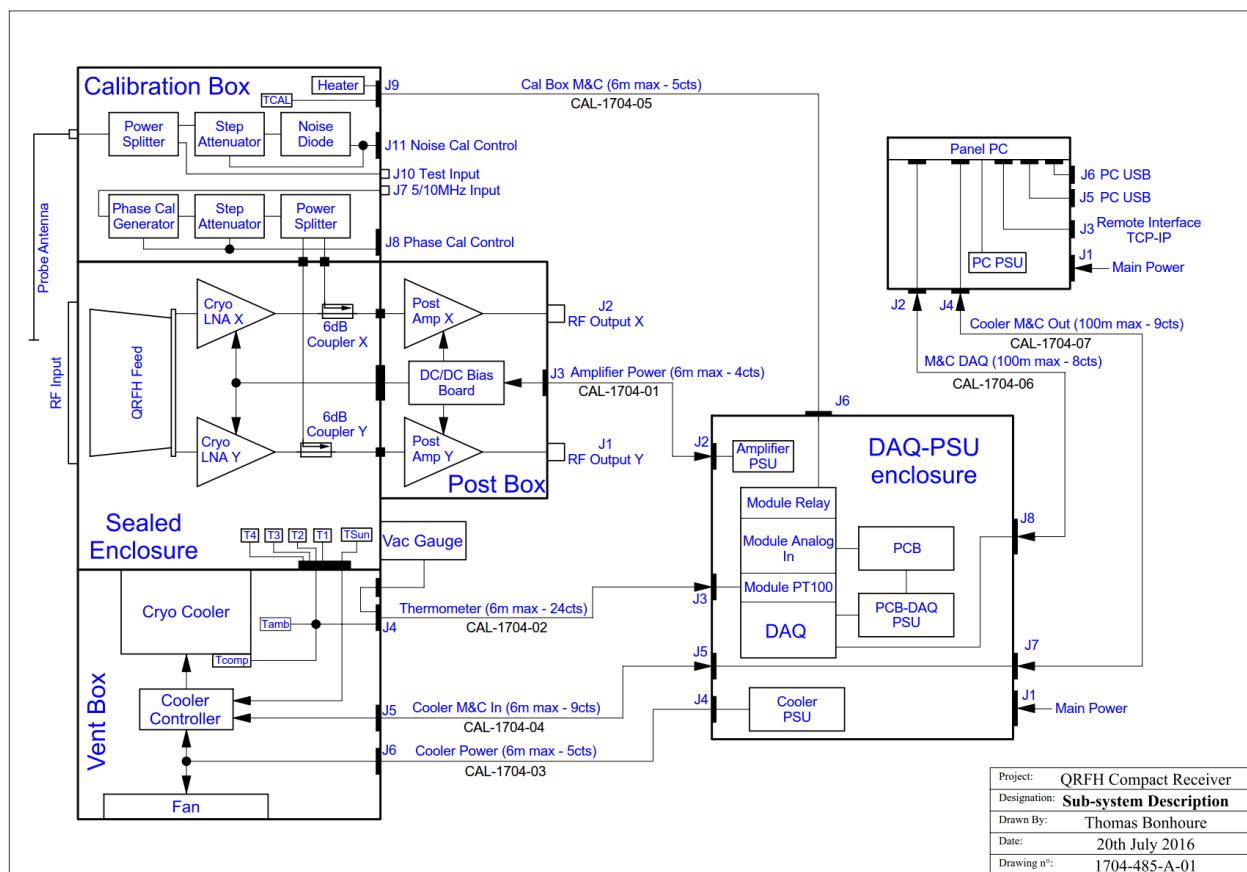 Calibration Box
Heater
J9
TCAL
Cal Box M&C (6m max - 5cts)
CAL-1704-05
Power
Splitter
Step
Attenuator
Noise
Diode
J11 Noise Cal Control
J10 Test Input
J7 5/10MHz Input
Phase Cal
Generator
Step
Attenuator
Power
Splitter
J8 Phase Cal Control
Probe Antenna
Panel PC
J6 PC USB
J5 PC USB
J3 Remote Interface
TCP-IP
PC PSU
J1
Main Power
J2
J4
Cooler M&C Out (100m max - 9cts)
CAL-1704-07
M&C DAQ (100m max - 8cts)
CAL-1704-06
RF Input
QRFH Feed
Cryo
LNA X
6dB
Coupler X
Post
Amp X
J2
RF Output X
DC/DC Bias
Board
J3 Amplifier Power (6m max - 4cts)
CAL-1704-01
Cryo
LNA Y
6dB
Coupler Y
Post
Amp Y
J1
RF Output Y
Post Box
Sealed
Enclosure
T4
T3
T2
T1
TSun
Vac Gauge
J6
J2
Amplifier
PSU
DAQ-PSU
enclosure
Module Relay
Module Analog
In
Module PT100
DAQ
PCB
PCB-DAQ
PSU
J8
J3
J7
J5
J4
Cooler
PSU
J1
Main Power
Vent Box
Cryo Cooler
Tamb
Tcomp
J4
Thermometer (6m max - 24cts)
CAL-1704-02
Cooler
Controller
J5 Cooler M&C In (6m max - 9cts)
CAL-1704-04
J6 Cooler Power (6m max - 5cts)
CAL-1704-03
Fan
Project: QRFH Compact Receiver
Designation: Sub-system Description
Drawn By: Thomas Bonhoure
Date: 20th July 2016
Drawing n°: 1704-485-A-01